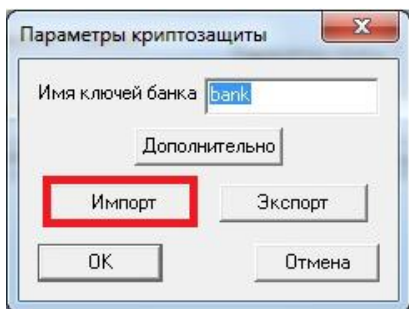 Параметры криптозащиты
Имя ключей банка bank
Дополнительно
Импорт Экспорт
OK Отмена